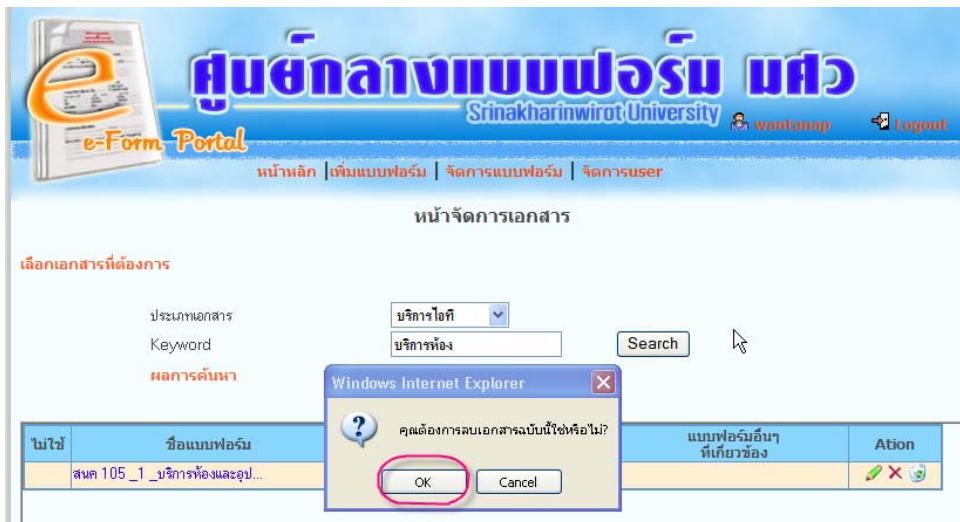 ศูนย์กลางแบบฟอร์ม มศว
Srinakharinwirot University
wantanap
Logout
e-Form Portal
หน้าหลัก | เพิ่มแบบฟอร์ม | จัดการแบบฟอร์ม | จัดการuser
หน้าจัดการเอกสาร
เลือกเอกสารที่ต้องการ
ประเภทเอกสาร บริการไอที
Keyword บริการห้อง Search
ผลการค้นหา
Windows Internet Explorer
คุณต้องการลบเอกสารฉบับนี้ใช่หรือไม่?
OK Cancel
ไม่ใช้ ชื่อแบบฟอร์ม แบบฟอร์มอื่นๆ ที่เกี่ยวข้อง Ation
สนค 105 _1 _บริการห้องและอุป...